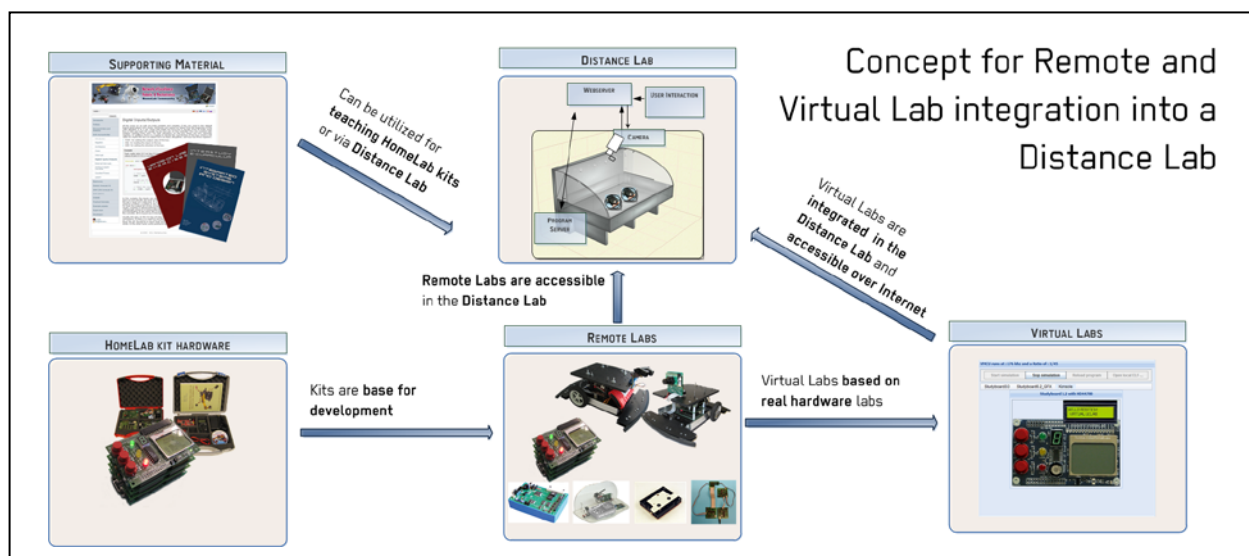 Concept for Remote and
Virtual Lab integration into a
Distance Lab
SUPPORTING MATERIAL
Can be utilized for
teaching HomeLab kits
or via Distance Lab
DISTANCE LAB
WEBSERVER
USER INTERACTION
CAMERA
PROGRAM
SERVER
Virtual Labs are
integrated in the
Distance Lab and
accessible over Internet
Remote Labs are accessible
in the Distance Lab
HOMELAB KIT HARDWARE
Kits are base for
development
REMOTE LABS
Virtual Labs based on
real hardware labs
VIRTUAL LABS
Stop simulation